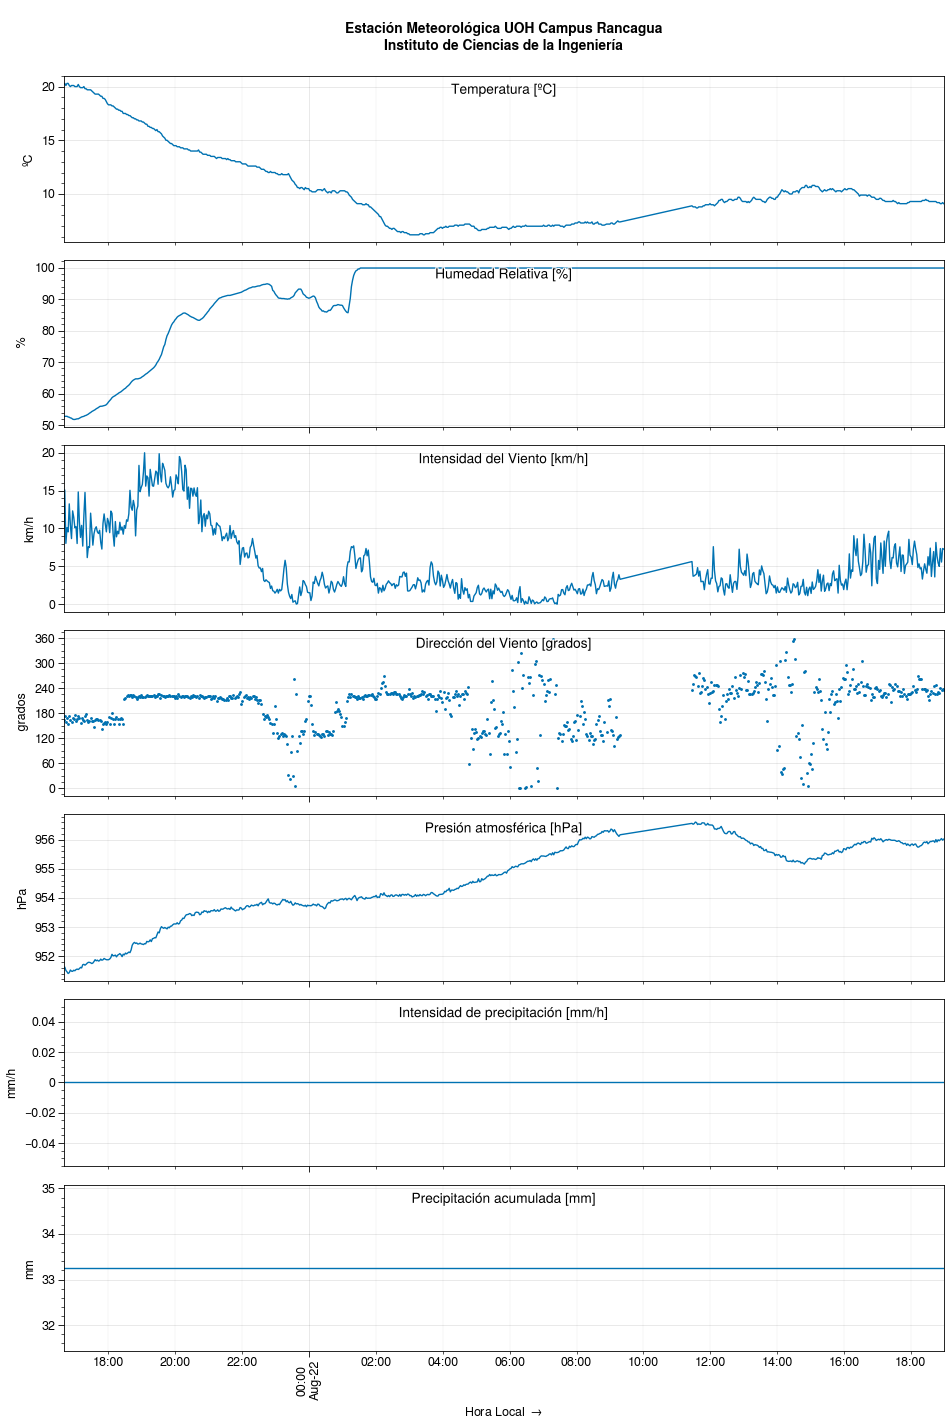 Estación Meteorológica UOH Campus Rancagua
Instituto de Ciencias de la Ingeniería
Temperatura [ºC]
ºC
20
15
10
Humedad Relativa [%]
%
100
90
80
70
60
50
Intensidad del Viento [km/h]
km/h
20
15
10
5
0
Dirección del Viento [grados]
grados
360
300
240
180
120
60
0
Presión atmosférica [hPa]
hPa
956
955
954
953
952
Intensidad de precipitación [mm/h]
mm/h
0.04
0.02
0
−0.02
−0.04
Precipitación acumulada [mm]
mm
35
34
33
32
18:00 20:00 22:00 00:00 02:00 04:00 06:00 08:00 10:00 12:00 14:00 16:00 18:00
Aug-22
Hora Local →